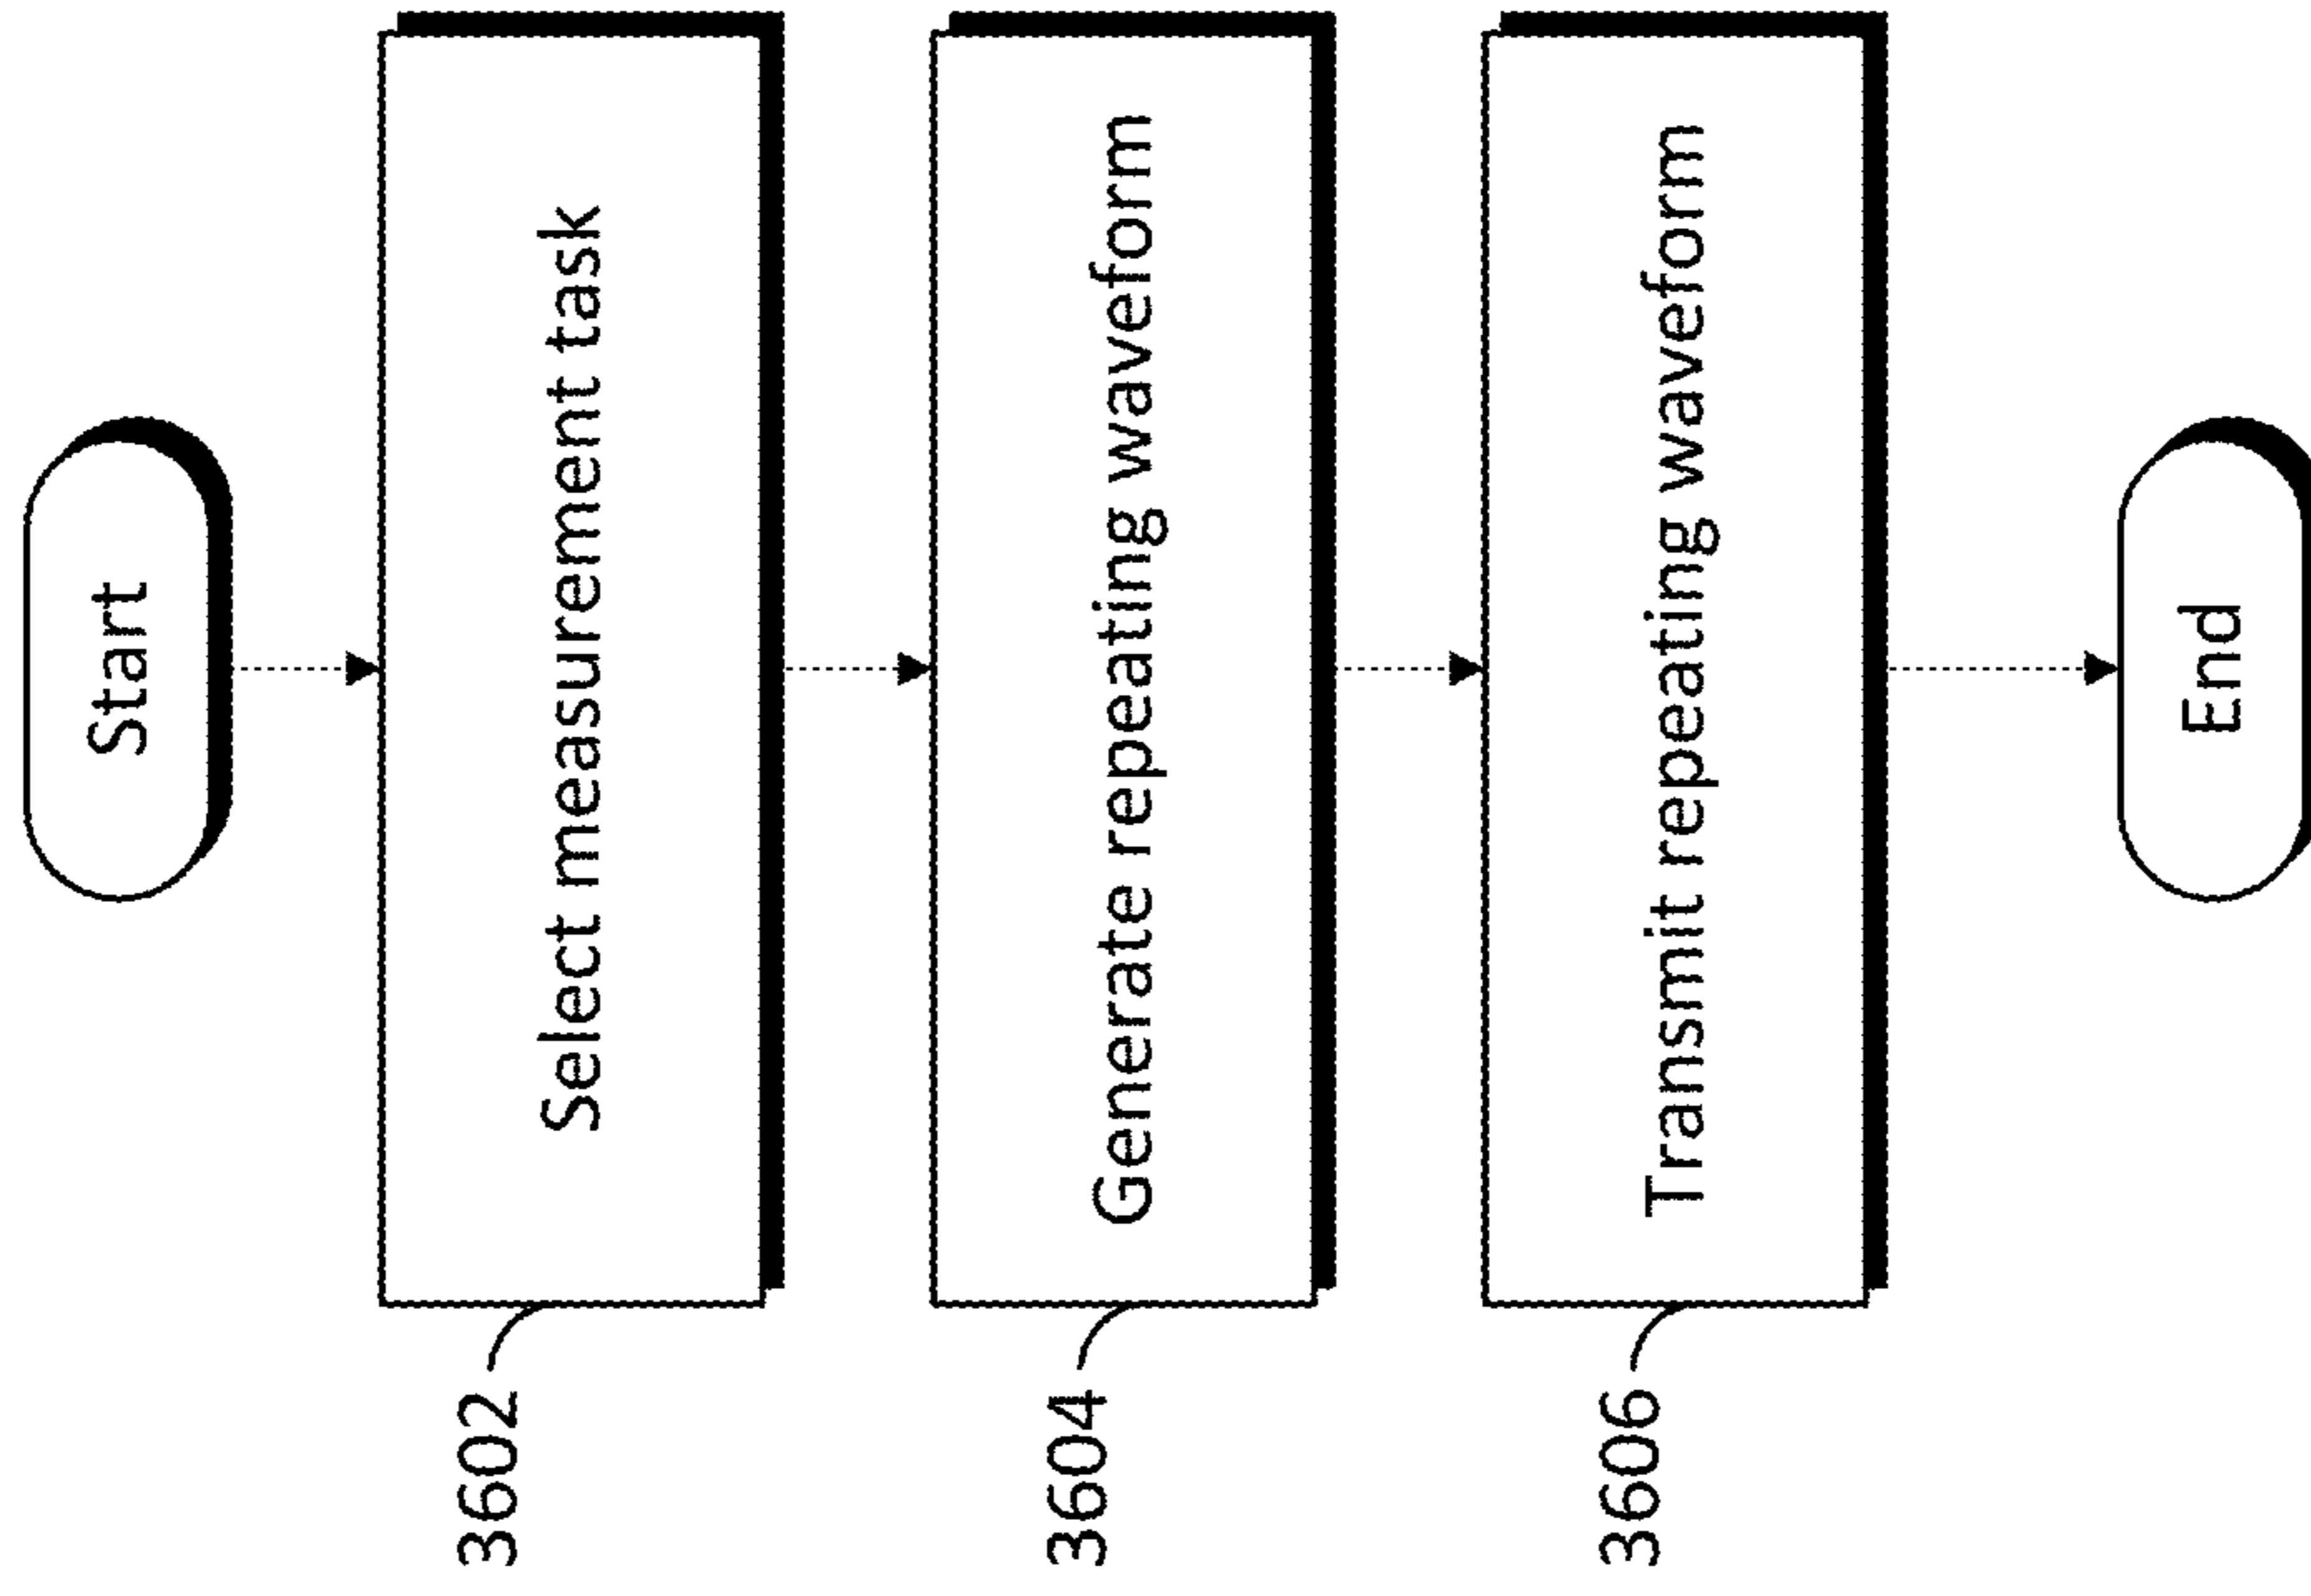 Start
3602
Select measurement task
3604
Generate repeating waveform
3606
Transmit repeating waveform
End